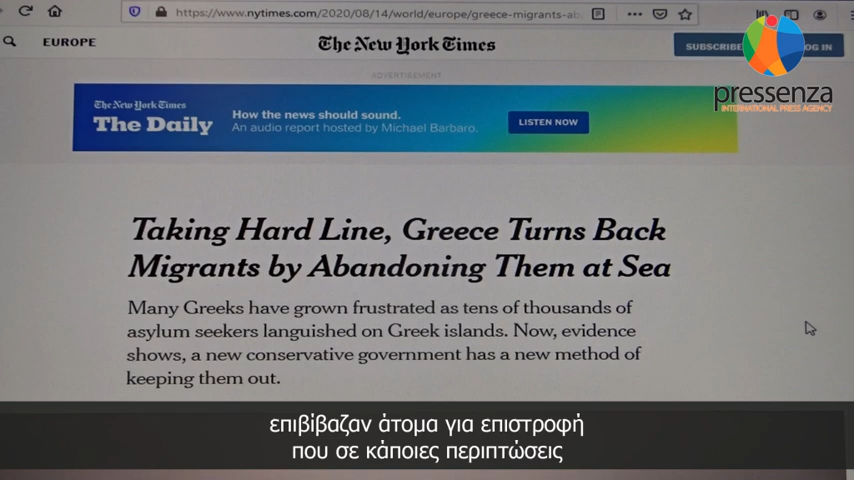 https://www.nytimes.com/2020/08/14/world/europe/greece-migrants-ab
EUROPE
The New York Times
SUBSCRIBE
LOG IN
pressenza
INTERNATIONAL PRESS AGENCY
ADVERTISEMENT
The New York Times
The Daily
How the news should sound.
An audio report hosted by Michael Barbaro.
LISTEN NOW
Taking Hard Line, Greece Turns Back
Migrants by Abandoning Them at Sea
Many Greeks have grown frustrated as tens of thousands of
asylum seekers languished on Greek islands. Now, evidence
shows, a new conservative government has a new method of
keeping them out.
επιβίβαζαν άτομα για επιστροφή
που σε κάποιες περιπτώσεις